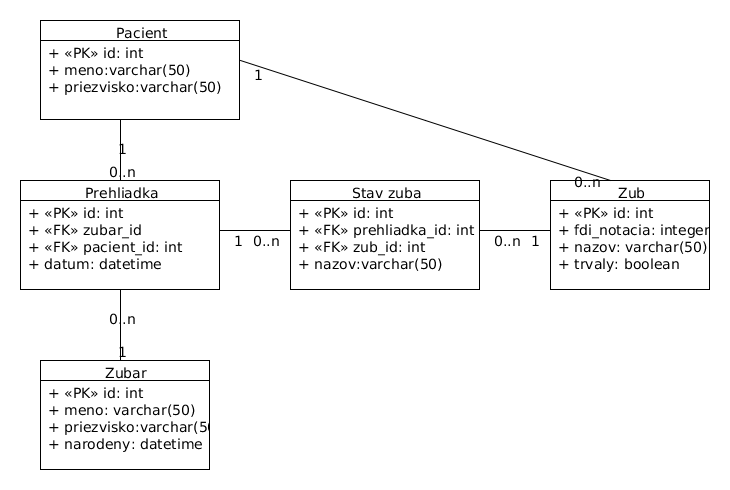 Pacient
+ «PK» id: int
+ meno:varchar(50)
+ priezvisko:varchar(50)
1
1
0..n
Prehliadka
+ «PK» id: int
+ «FK» zubar_id
+ «FK» pacient_id: int
+ datum: datetime
1 0..n
Stav zuba
+ «PK» id: int
+ «FK» prehliadka_id: int
+ «FK» zub_id: int
+ nazov:varchar(50)
0..n 1
0..n
Zub
+ «PK» id: int
+ fdi_notacia: integer
+ nazov: varchar(50)
+ trvaly: boolean
0..n
1
Zubar
+ «PK» id: int
+ meno: varchar(50)
+ priezvisko:varchar(5
+ narodeny: datetime